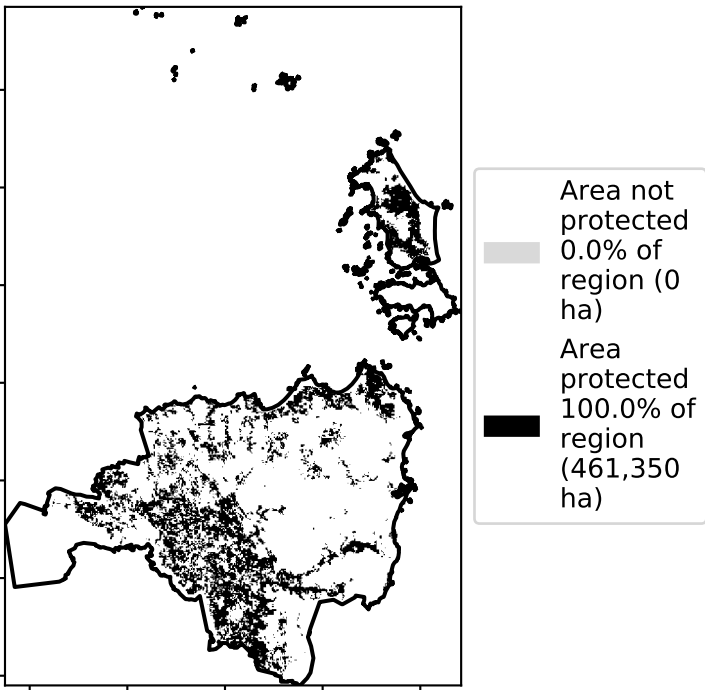 Area not
protected
0.0% of
region (0
ha)
Area
protected
100.0% of
region
(461,350
ha)